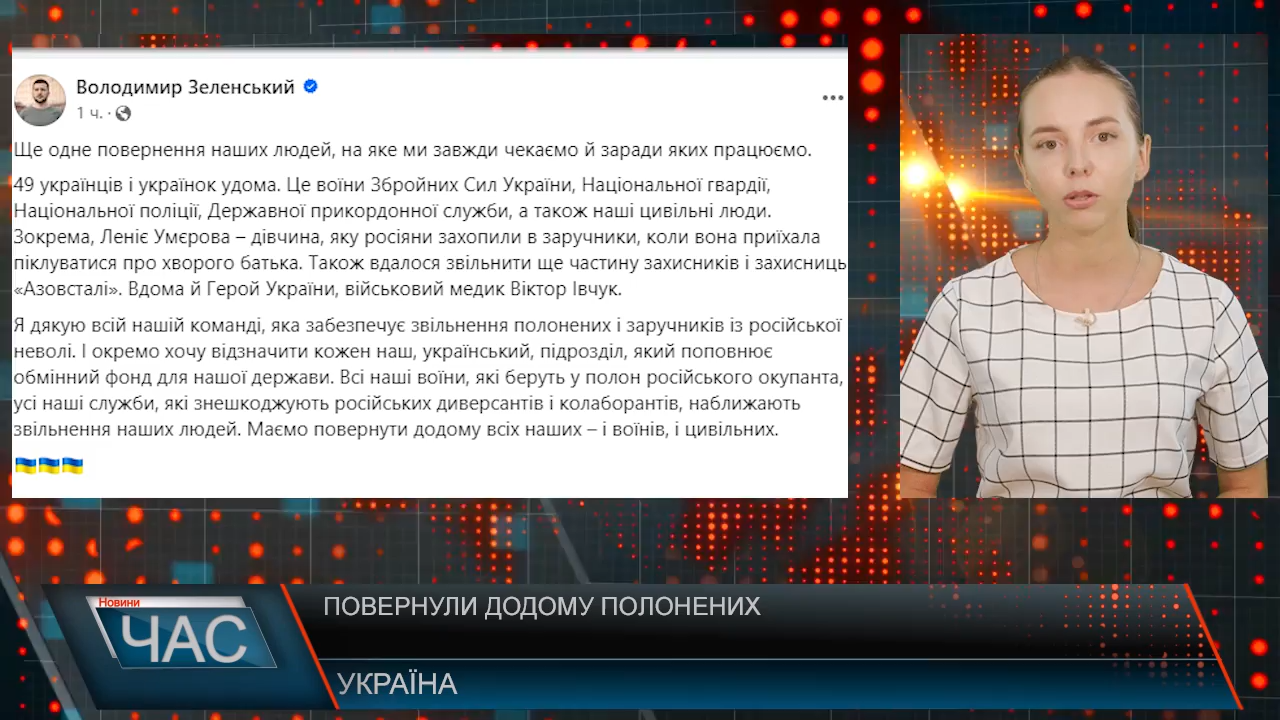 Володимир Зеленський
1 ч. ·
Ще одне повернення наших людей, на яке ми завжди чекаємо й заради яких працюємо.
49 українців і українок удома. Це воїни Збройних Сил України, Національної гвардії,
Національної поліції, Державної прикордонної служби, а також наші цивільні люди.
Зокрема, Леніє Умєрова – дівчина, яку росіяни захопили в заручники, коли вона приїхала
піклуватися про хворого батька. Також вдалося звільнити ще частину захисників і захисниць
«Азовсталі». Вдома й Герой України, військовий медик Віктор Івчук.
Я дякую всій нашій команді, яка забезпечує звільнення полонених і заручників із російської
неволі. І окремо хочу відзначити кожен наш, український, підрозділ, який поповнює
обмінний фонд для нашої держави. Всі наші воїни, які беруть у полон російського окупанта,
усі наші служби, які знешкоджують російських диверсантів і колаборантів, наближають
звільнення наших людей. Маємо повернути додому всіх наших – і воїнів, і цивільних.
Новини
ЧАС
ПОВЕРНУЛИ ДОДОМУ ПОЛОНЕНИХ
УКРАЇНА